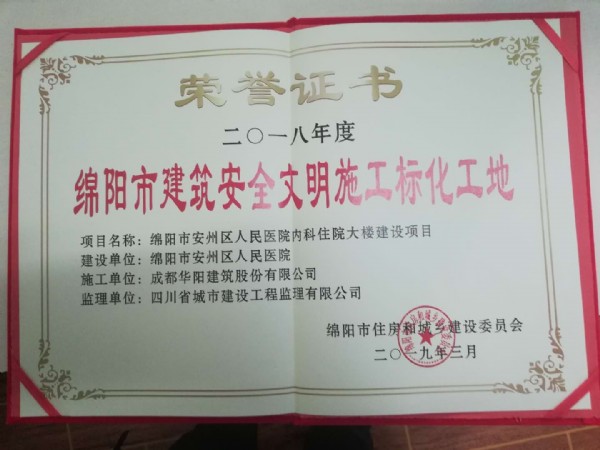 荣誉证书
二〇一八年度
绵阳市建筑安全文明施工标化工地
项目名称：绵阳市安州区人民医院内科住院大楼建设项目
建设单位：绵阳市安州区人民医院
施工单位：成都华阳建筑股份有限公司
监理单位：四川省城市建设工程监理有限公司
绵阳市住房和城乡建设委员会
二〇一九年三月